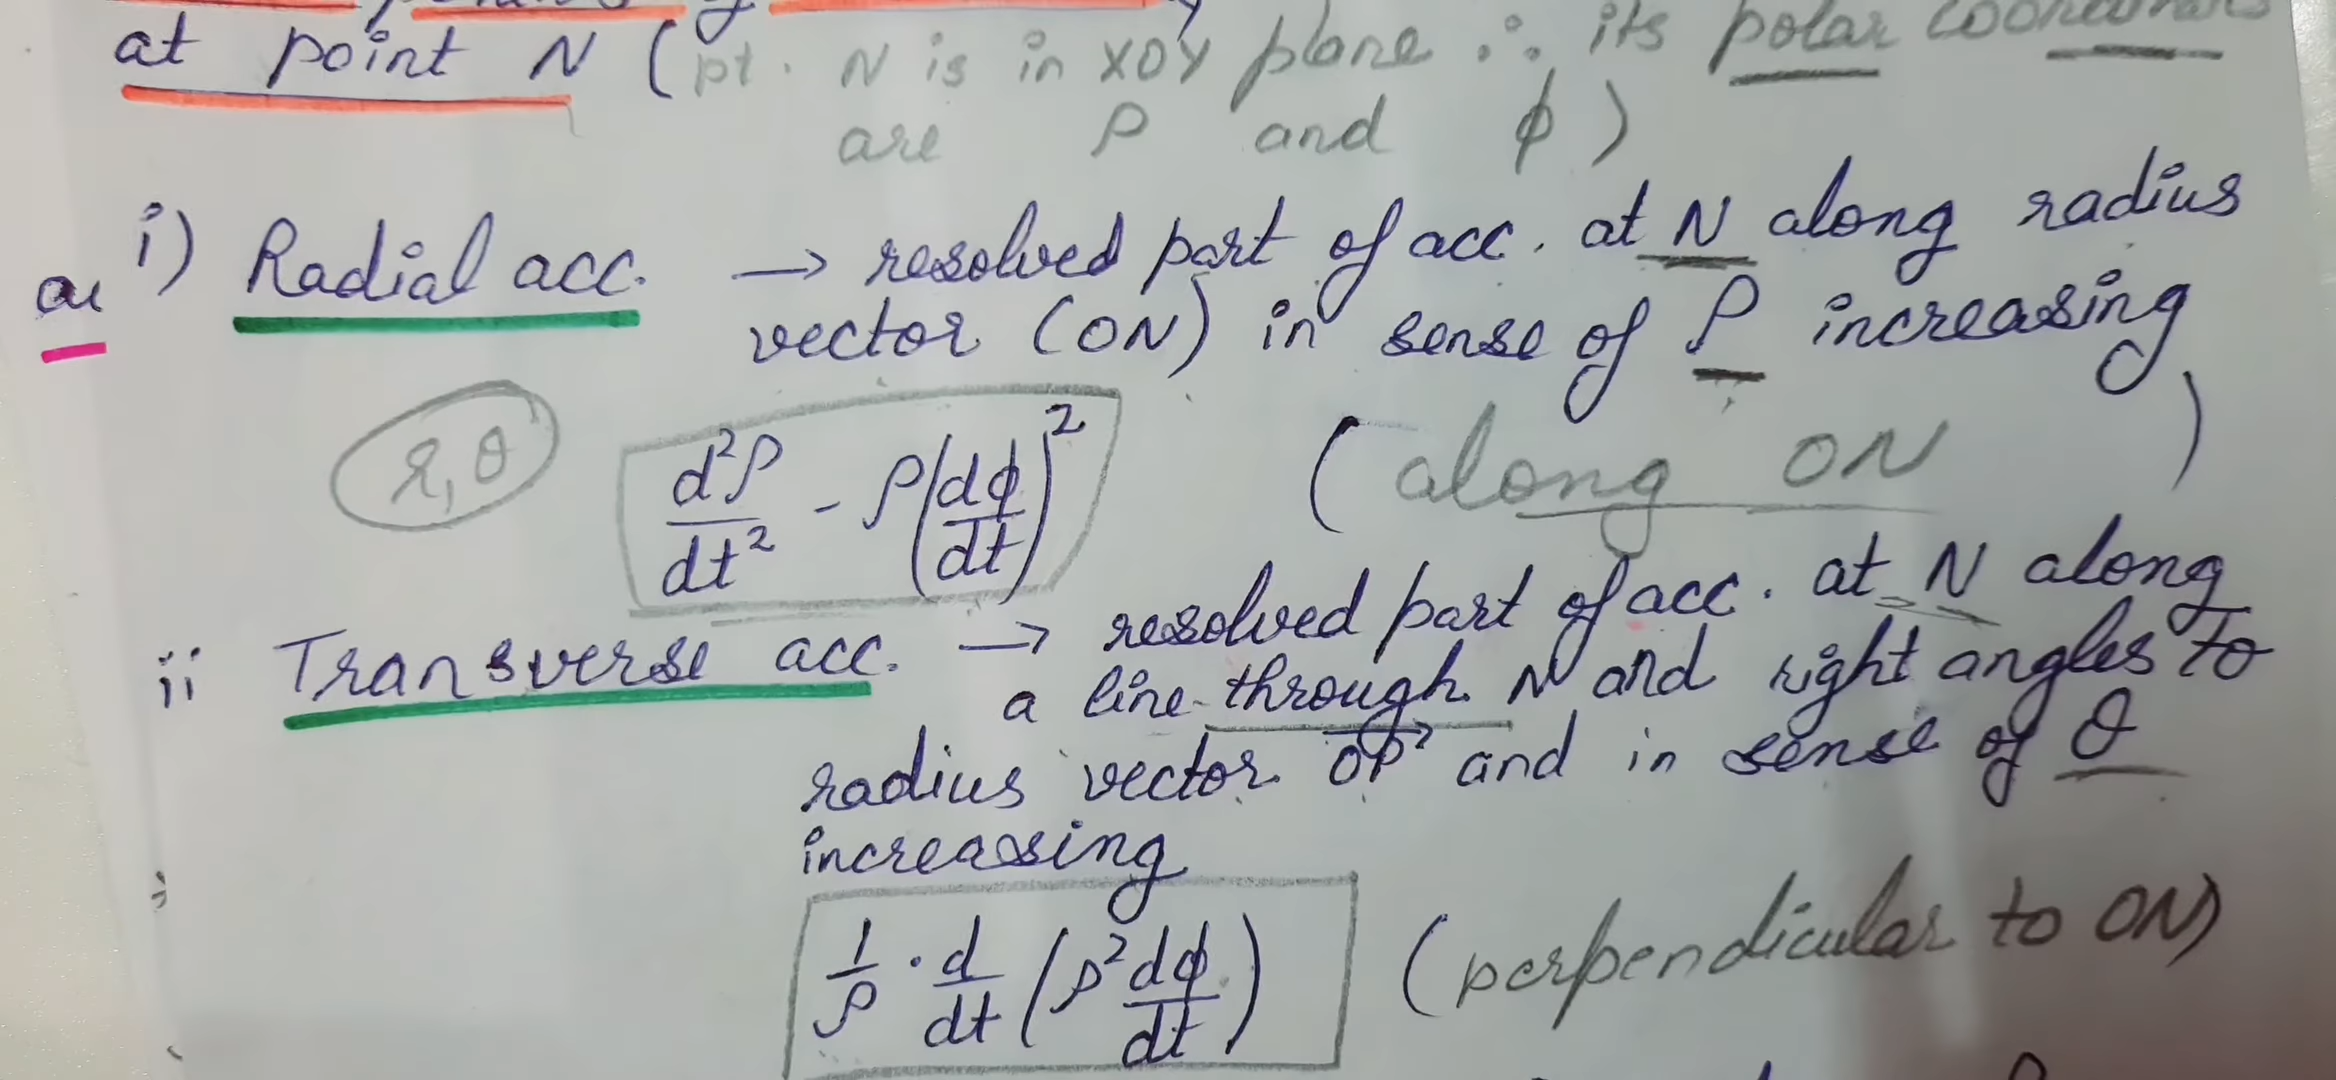 at point N (pt. N is in XOY plane ∴ its polar coordinates
are ρ and ϕ)
i) Radial acc. → resolved part of acc. at N along radius
vector (ON) in sense of ρ increasing
r, θ
d²ρ/dt² - ρ(dϕ/dt)² (along ON)
ii Transverse acc. → resolved part of acc. at N along
a line through N and right angles to
radius vector OP and in sense of θ
increasing
1/ρ · d/dt (ρ² dϕ/dt) (perpendicular to ON)